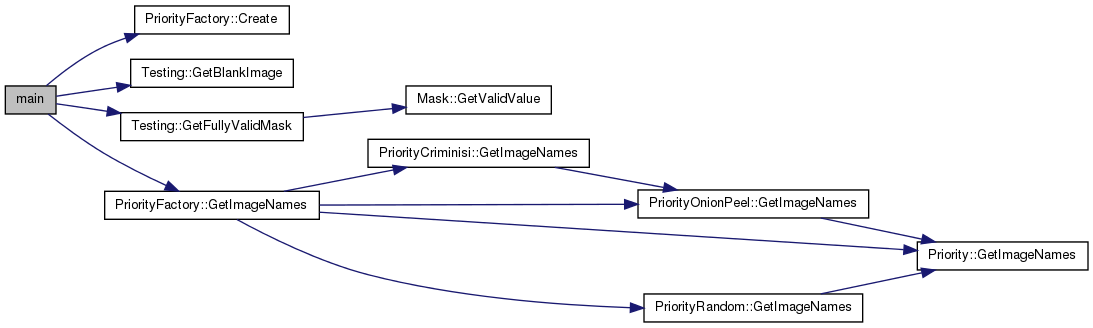 PriorityFactory::Create
Testing::GetBlankImage
main
Mask::GetValidValue
Testing::GetFullyValidMask
PriorityCriminisi::GetImageNames
PriorityFactory::GetImageNames
PriorityOnionPeel::GetImageNames
Priority::GetImageNames
PriorityRandom::GetImageNames